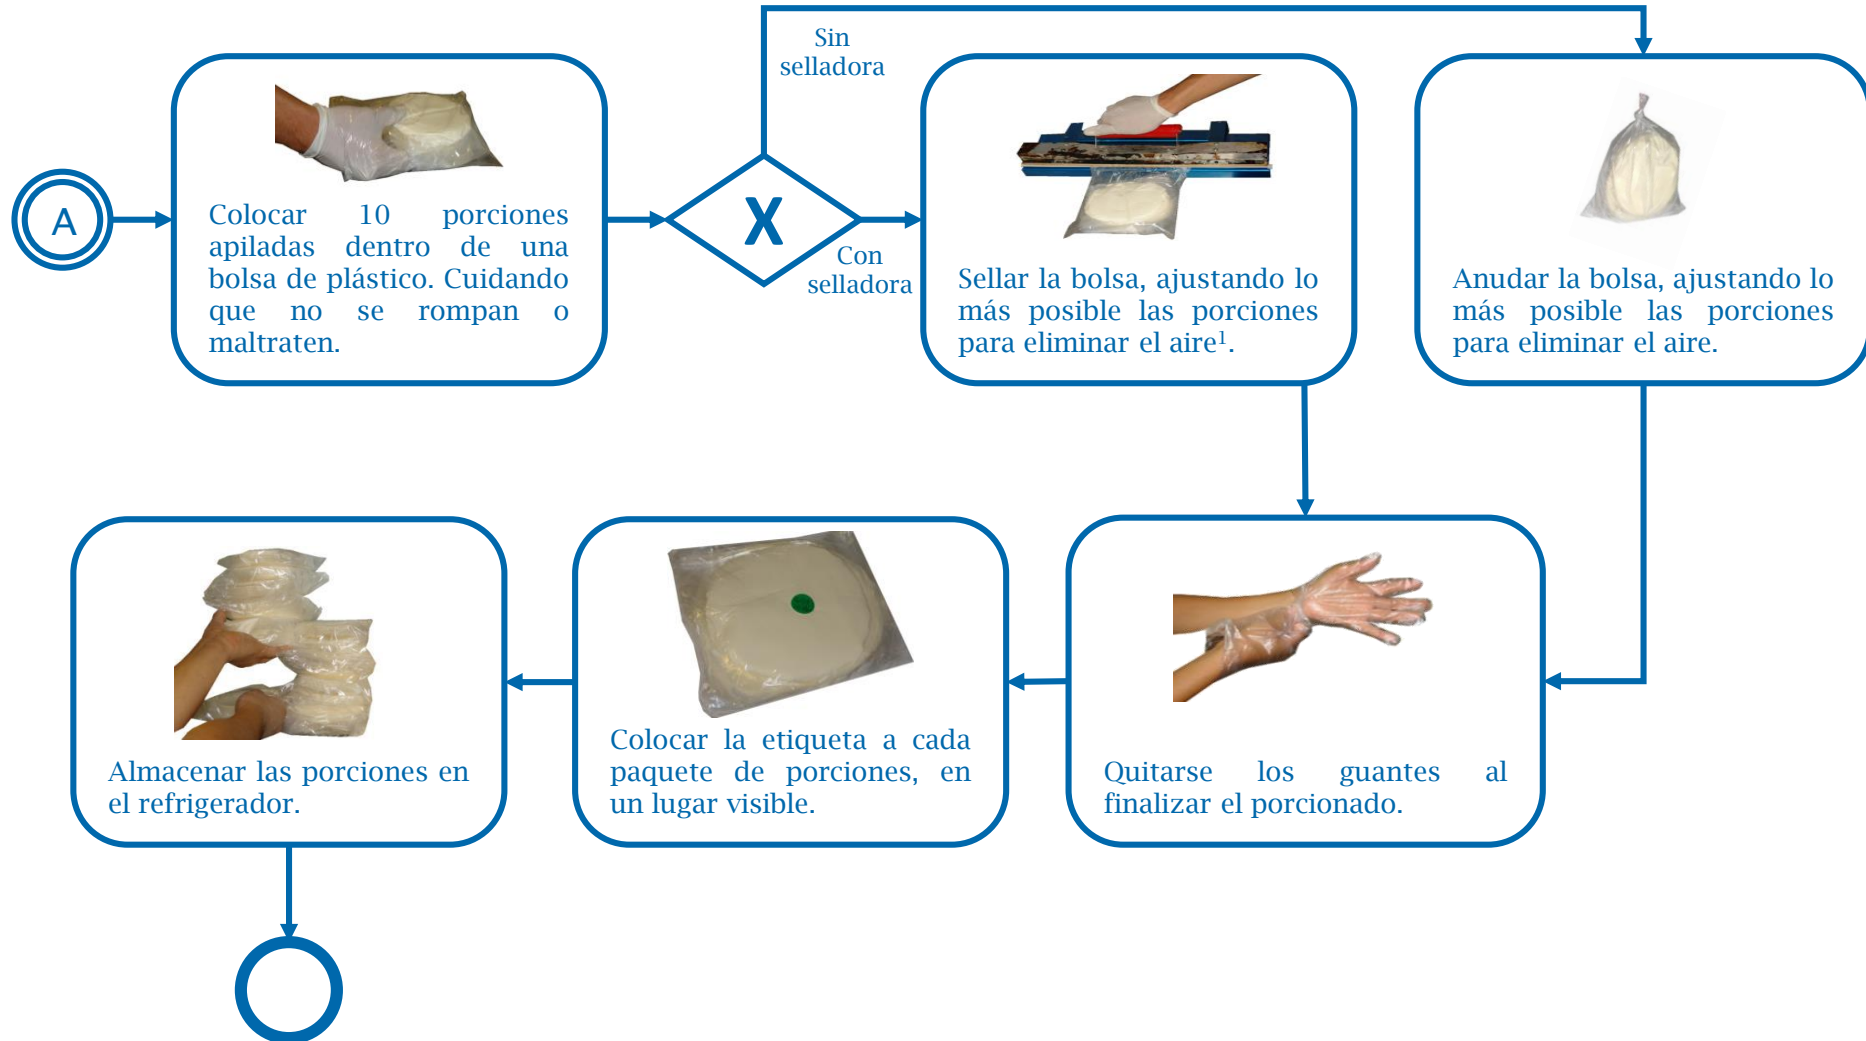 Sin
selladora
A
Colocar 10 porciones
apiladas dentro de una
bolsa de plástico. Cuidando
que no se rompan o
maltraten.
X
Con
selladora
Sellar la bolsa, ajustando lo
más posible las porciones
para eliminar el aire¹.
Anudar la bolsa, ajustando lo
más posible las porciones
para eliminar el aire.
Almacenar las porciones en
el refrigerador.
Colocar la etiqueta a cada
paquete de porciones, en
un lugar visible.
Quitarse los guantes al
finalizar el porcionado.